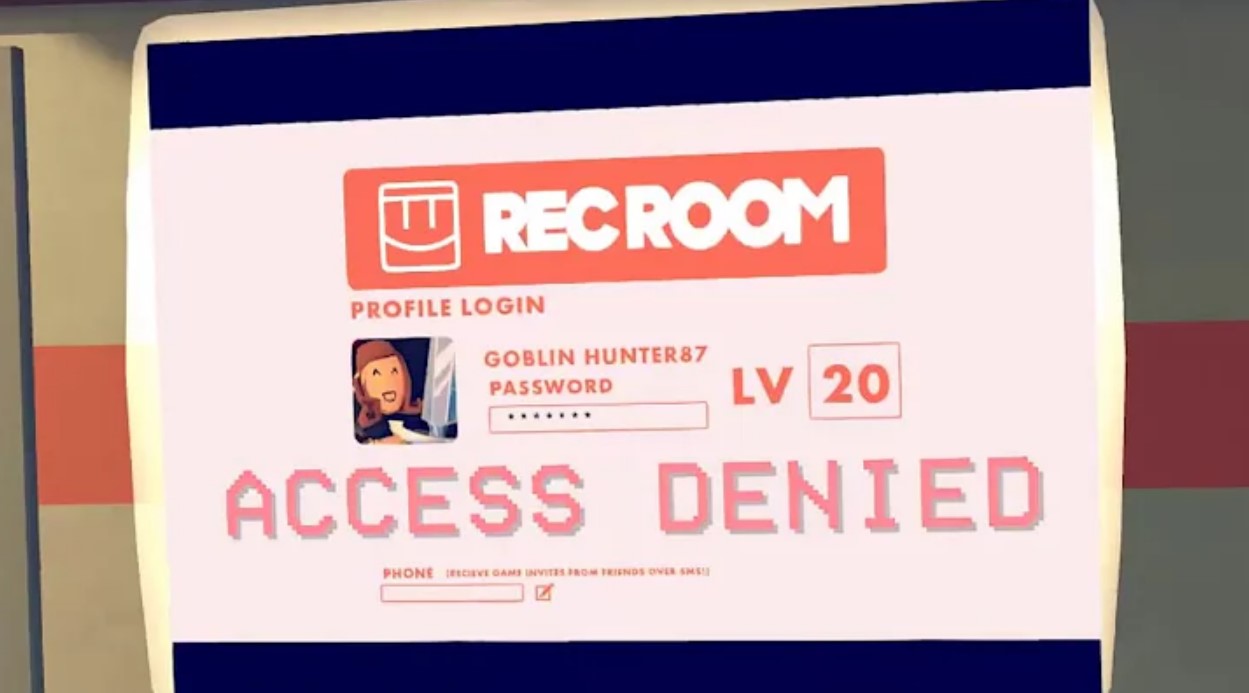 REC ROOM
PROFILE LOGIN
GOBLIN HUNTER87
PASSWORD
*******
LV 20
ACCESS DENIED
PHONE (RECIEVE GAME INVITES FROM FRIENDS OVER SMS!)